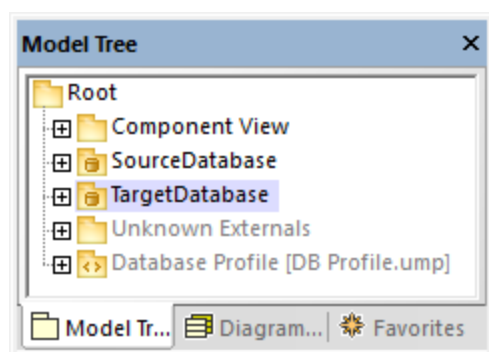 Model Tree
Root
Component View
SourceDatabase
TargetDatabase
Unknown Externals
Database Profile [DB Profile.ump]
Model Tr... Diagram... Favorites